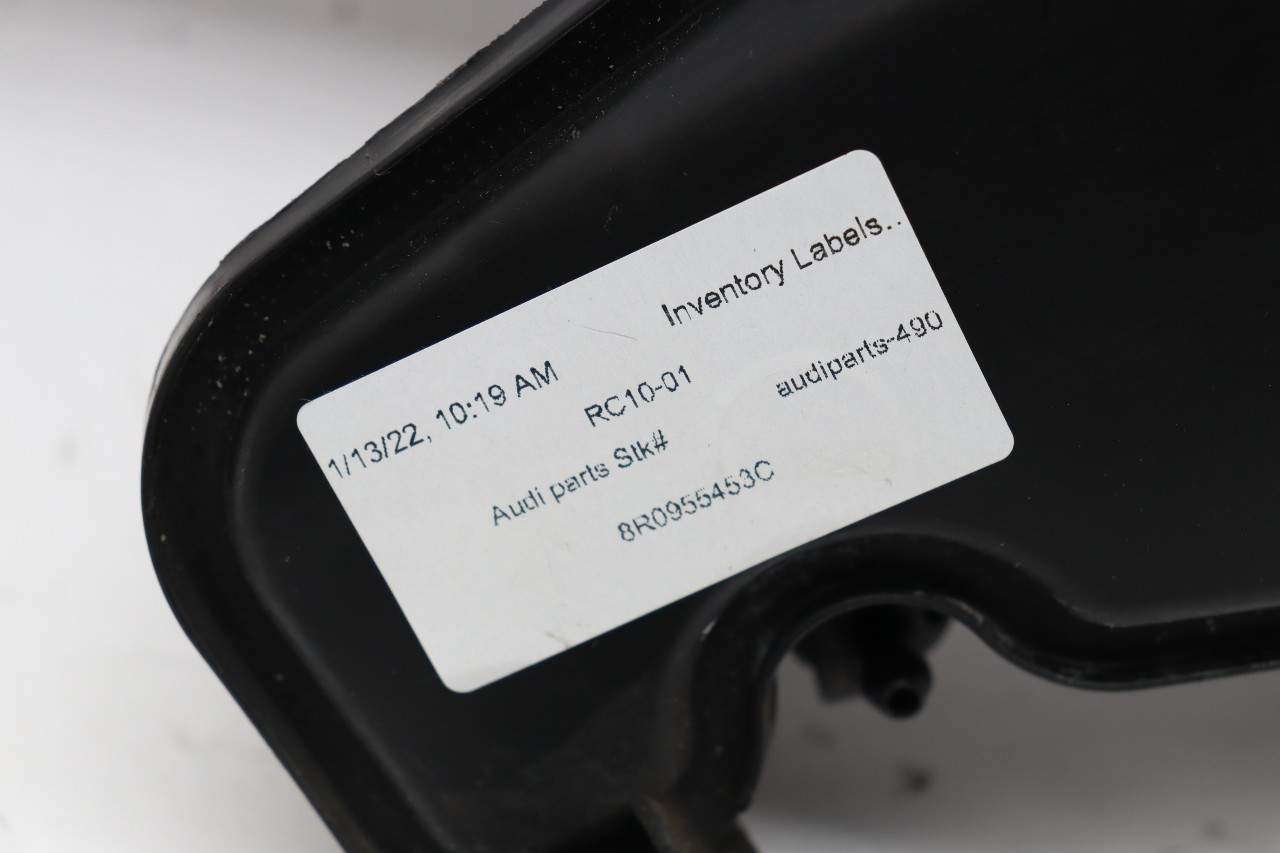 1/13/22, 10:19 AM
Inventory Labels..
RC10-01
audiparts-490
Audi parts Stk#
8R0955453C